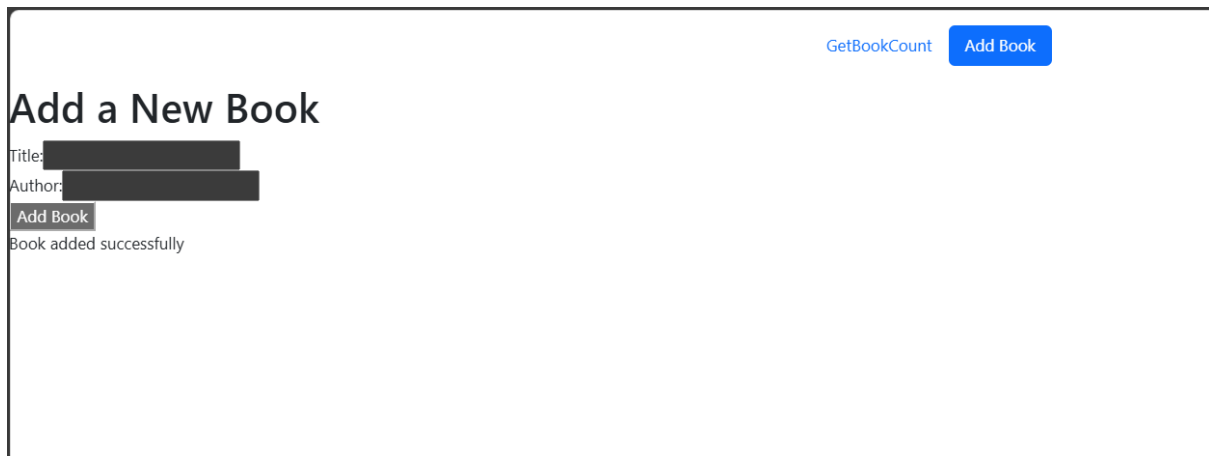 GetBookCount Add Book
Add a New Book
Title:
Author:
Add Book
Book added successfully